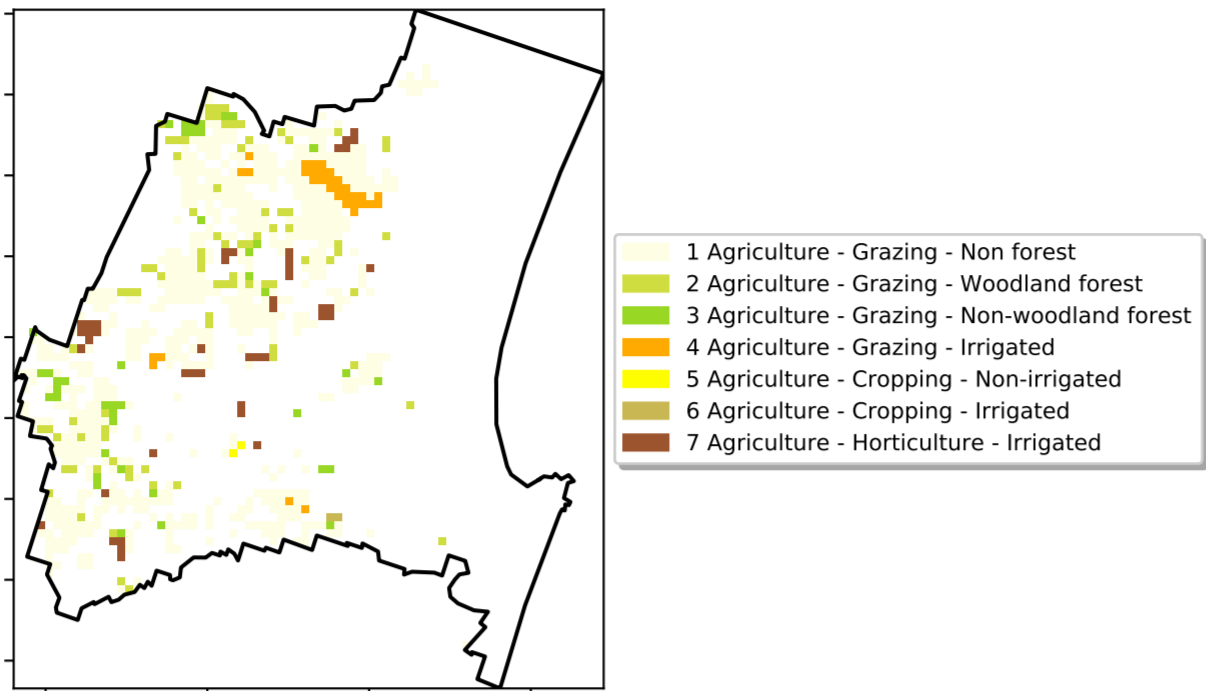 1 Agriculture - Grazing - Non forest
2 Agriculture - Grazing - Woodland forest
3 Agriculture - Grazing - Non-woodland forest
4 Agriculture - Grazing - Irrigated
5 Agriculture - Cropping - Non-irrigated
6 Agriculture - Cropping - Irrigated
7 Agriculture - Horticulture - Irrigated